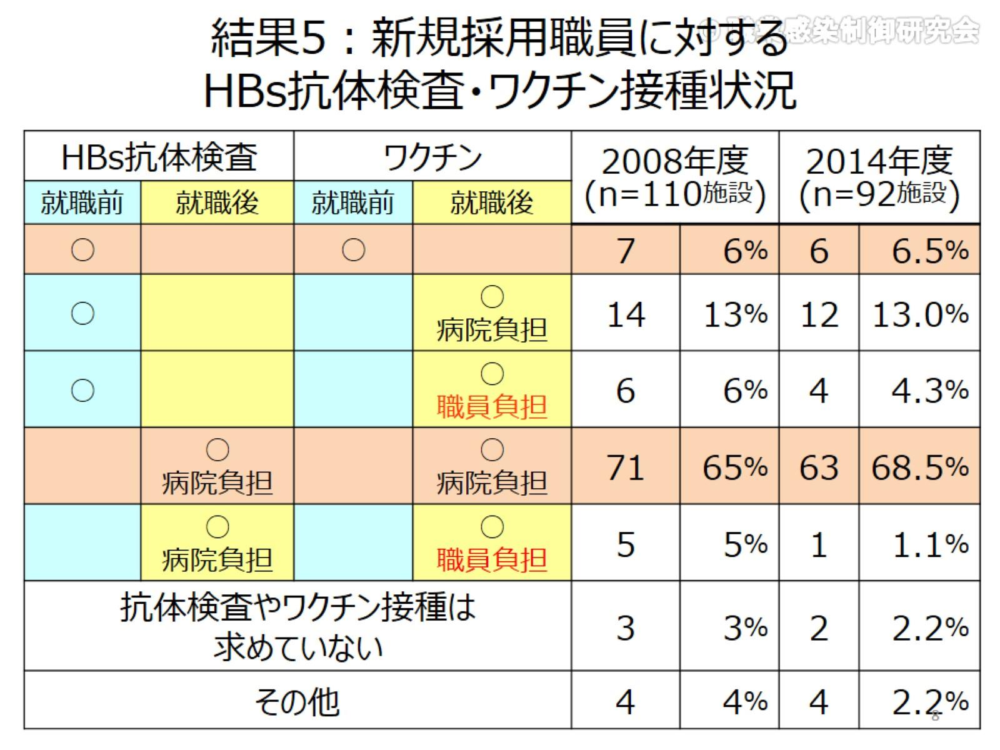 © 職業感染制御研究会
結果5：新規採用職員に対する
HBs抗体検査・ワクチン接種状況
HBs抗体検査 ワクチン 2008年度 2014年度
(n=110施設) (n=92施設)
就職前 就職後 就職前 就職後
○ ○ 7 6% 6 6.5%
○ ○ 14 13% 12 13.0%
病院負担
○ ○ 6 6% 4 4.3%
職員負担
○ ○ 71 65% 63 68.5%
病院負担 病院負担
○ ○ 5 5% 1 1.1%
病院負担 職員負担
抗体検査やワクチン接種は
求めていない 3 3% 2 2.2%
その他 4 4% 4 2.2%
8